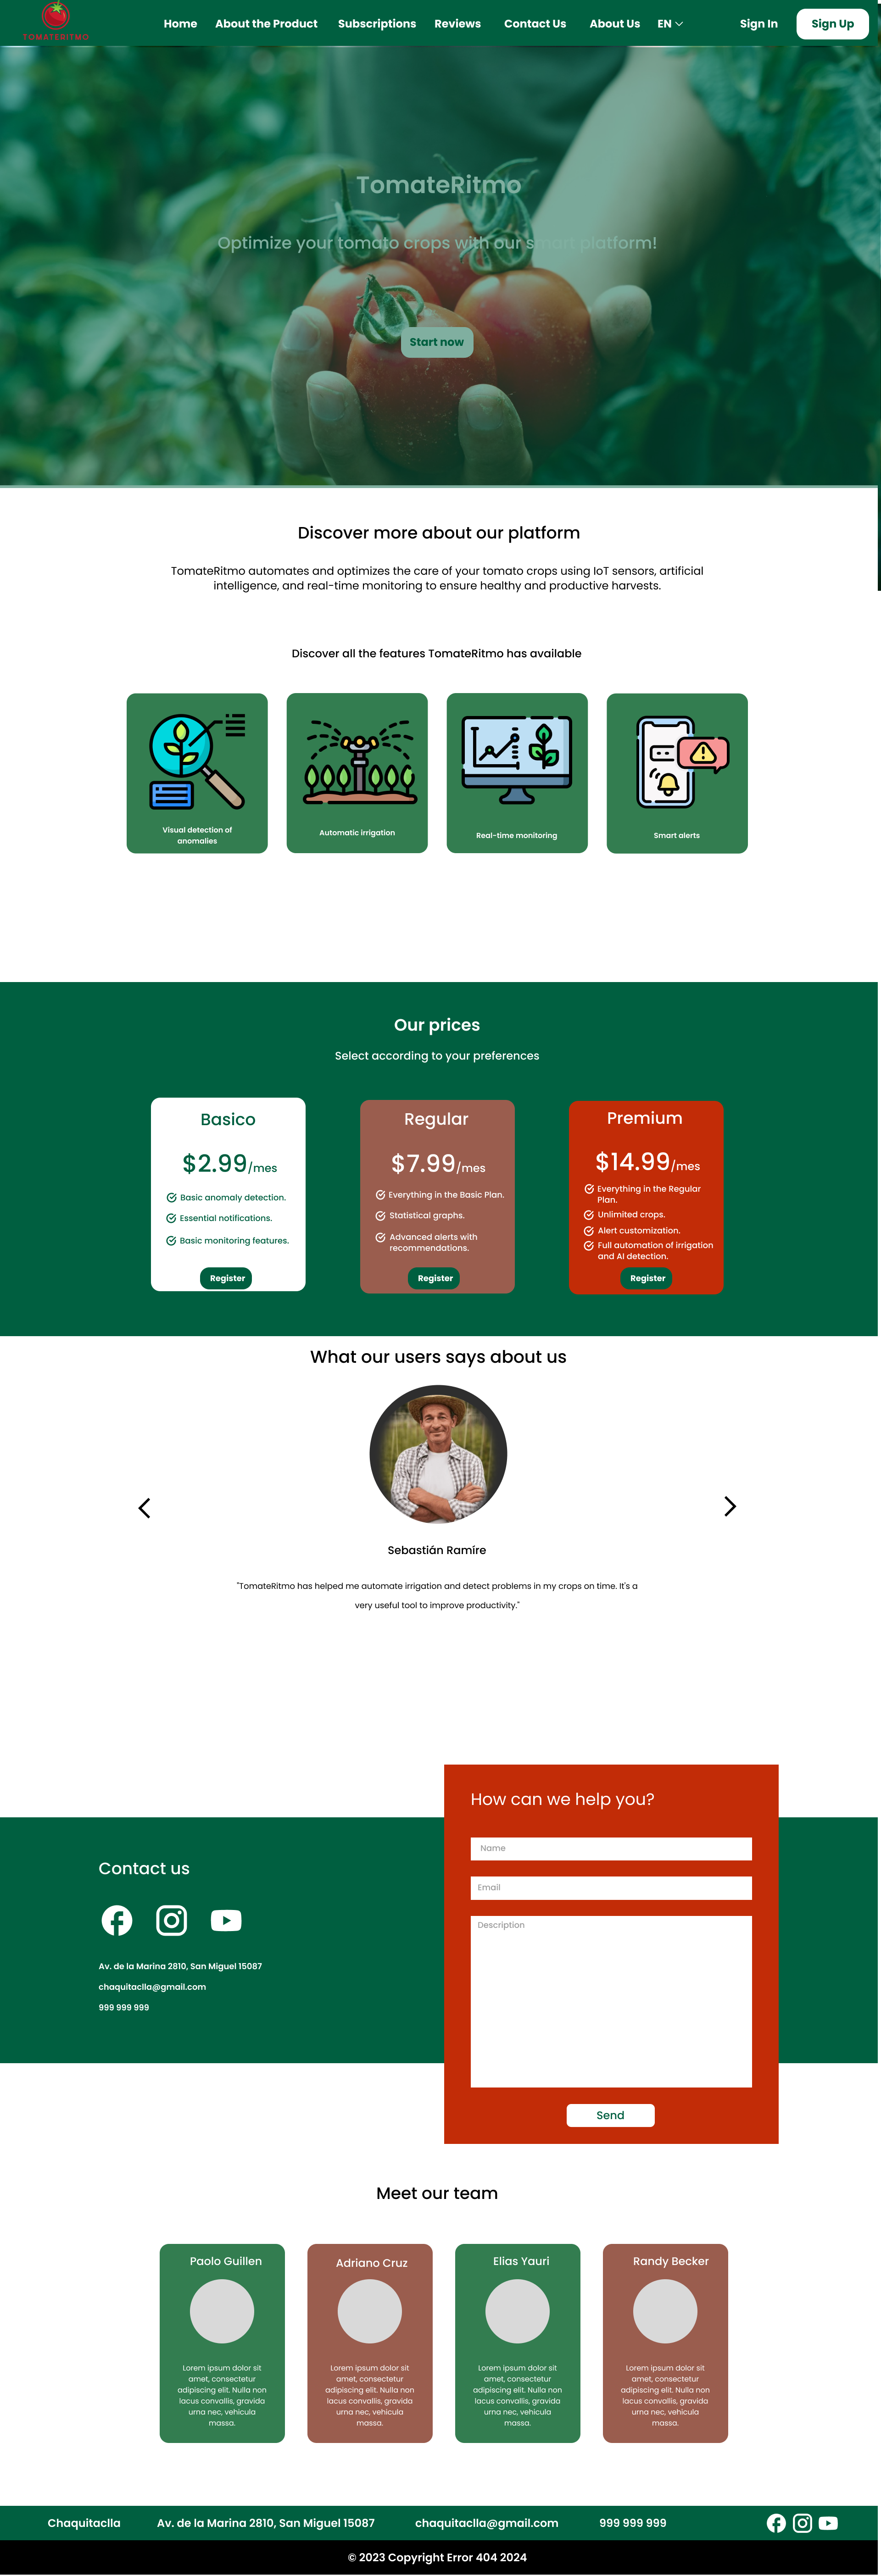 TOMATERITMO
Home About the Product Subscriptions Reviews Contact Us About Us EN Sign In Sign Up
TomateRitmo
Optimize your tomato crops with our smart platform!
Start now
Discover more about our platform
TomateRitmo automates and optimizes the care of your tomato crops using IoT sensors, artificial
intelligence, and real-time monitoring to ensure healthy and productive harvests.
Discover all the features TomateRitmo has available
Visual detection of
anomalies
Automatic irrigation
Real-time monitoring
Smart alerts
Our prices
Select according to your preferences
Basico
$2.99/mes
Basic anomaly detection.
Essential notifications.
Basic monitoring features.
Register
Regular
$7.99/mes
Everything in the Basic Plan.
Statistical graphs.
Advanced alerts with
recommendations.
Register
Premium
$14.99/mes
Everything in the Regular
Plan.
Unlimited crops.
Alert customization.
Full automation of irrigation
and AI detection.
Register
What our users says about us
Sebastián Ramíre
"TomateRitmo has helped me automate irrigation and detect problems in my crops on time. It's a
very useful tool to improve productivity."
Contact us
Av. de la Marina 2810, San Miguel 15087
chaquitaclla@gmail.com
999 999 999
How can we help you?
Name
Email
Description
Send
Meet our team
Paolo Guillen
Lorem ipsum dolor sit
amet, consectetur
adipiscing elit. Nulla non
lacus convallis, gravida
urna nec, vehicula
massa.
Adriano Cruz
Lorem ipsum dolor sit
amet, consectetur
adipiscing elit. Nulla non
lacus convallis, gravida
urna nec, vehicula
massa.
Elias Yauri
Lorem ipsum dolor sit
amet, consectetur
adipiscing elit. Nulla non
lacus convallis, gravida
urna nec, vehicula
massa.
Randy Becker
Lorem ipsum dolor sit
amet, consectetur
adipiscing elit. Nulla non
lacus convallis, gravida
urna nec, vehicula
massa.
Chaquitaclla Av. de la Marina 2810, San Miguel 15087 chaquitaclla@gmail.com 999 999 999
© 2023 Copyright Error 404 2024